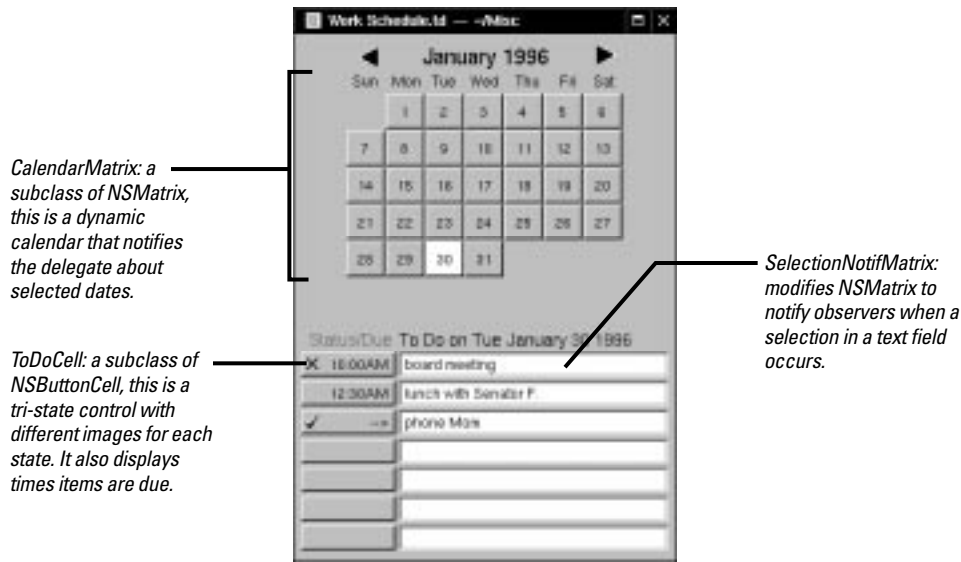 Work Schedule.td — ~/Misc
January 1996
Sun Mon Tue Wed Thu Fri Sat
1 2 3 4 5 6
7 8 9 10 11 12 13
14 15 16 17 18 19 20
21 22 23 24 25 26 27
28 29 30 31
CalendarMatrix: a
subclass of NSMatrix,
this is a dynamic
calendar that notifies
the delegate about
selected dates.
SelectionNotifMatrix:
modifies NSMatrix to
notify observers when a
selection in a text field
occurs.
Status/Due To Do on Tue January 30 1996
10:00AM board meeting
12:30AM lunch with Senator P.
--> phone Mom
ToDoCell: a subclass of
NSButtonCell, this is a
tri-state control with
different images for each
state. It also displays
times items are due.